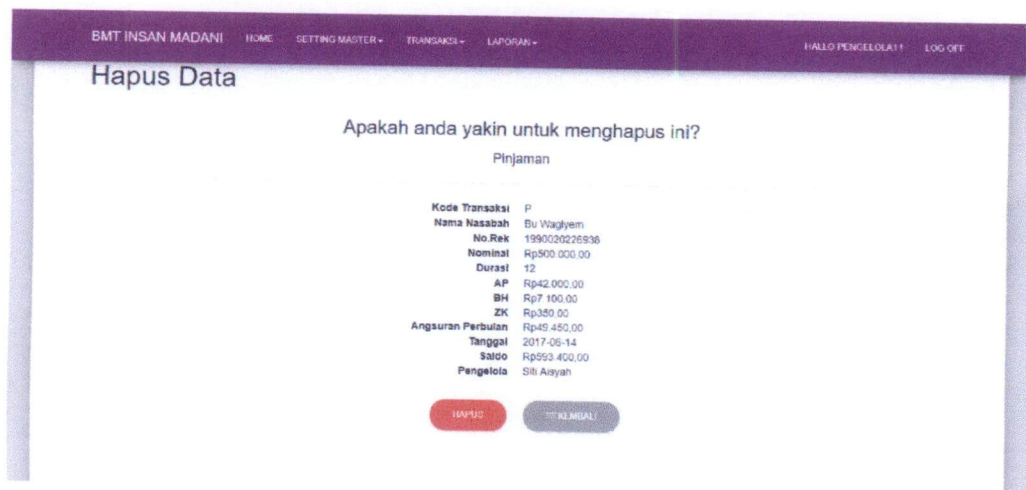 BMT INSAN MADANI HOME SETTING MASTER TRANSAKSI LAPORAN HALLO PENGELOLA!! LOG OFF
Hapus Data
Apakah anda yakin untuk menghapus ini?
Pinjaman
Kode Transaksi P
Nama Nasabah Bu Wagiyem
No.Rek 1990020226938
Nominal Rp500.000,00
Durasi 12
AP Rp42.000,00
BH Rp7.100,00
ZK Rp350,00
Angsuran Perbulan Rp49.450,00
Tanggal 2017-06-14
Saldo Rp593.400,00
Pengelola Siti Aisyah
HAPUS KEMBALI